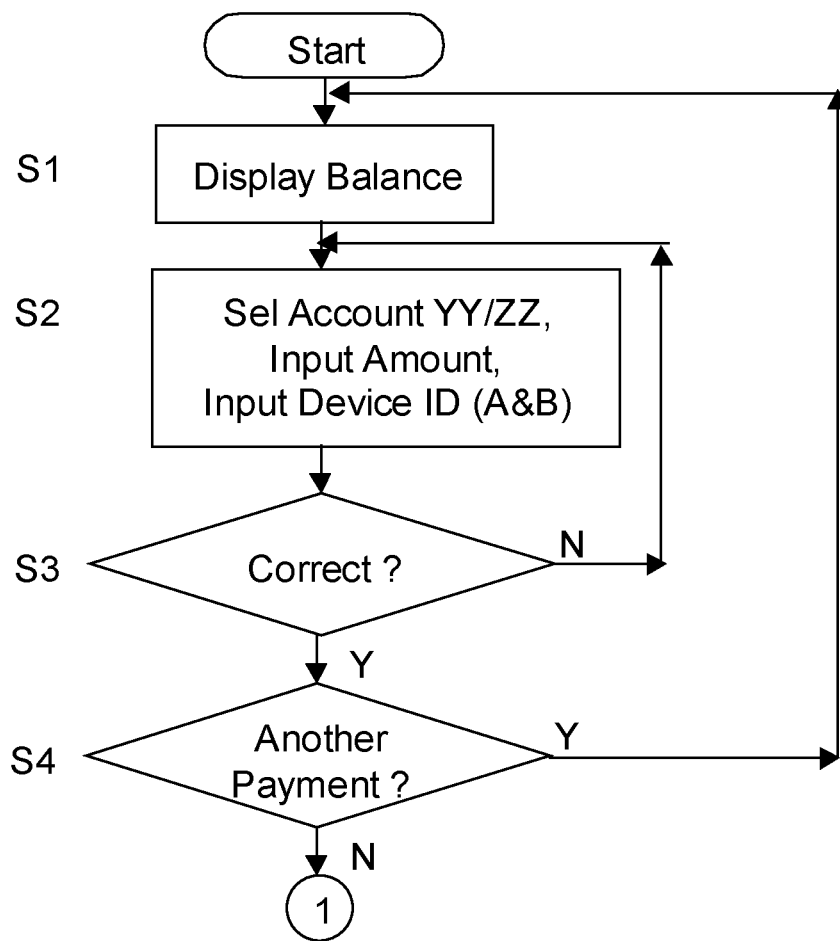 Start
S1
Display Balance
S2
Sel Account YY/ZZ,
Input Amount,
Input Device ID (A&B)
S3
Correct ?
N
Y
S4
Another
Payment ?
Y
N
1